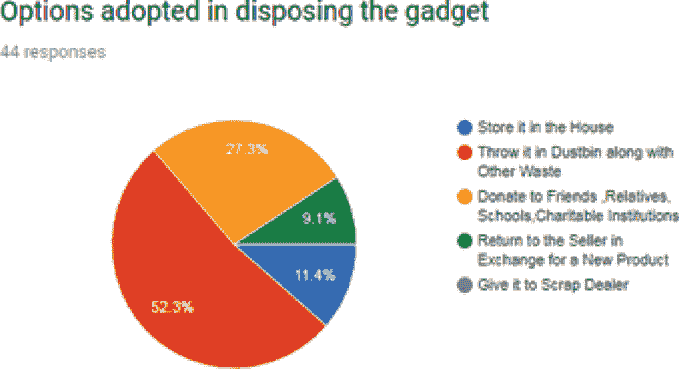 Options adopted in disposing the gadget
44 responses
27.3%
9.1%
11.4%
52.3%
Store it in the House
Throw it in Dustbin along with
Other Waste
Donate to Friends ,Relatives,
Schools,Charitable Institutions
Return to the Seller in
Exchange for a New Product
Give it to Scrap Dealer